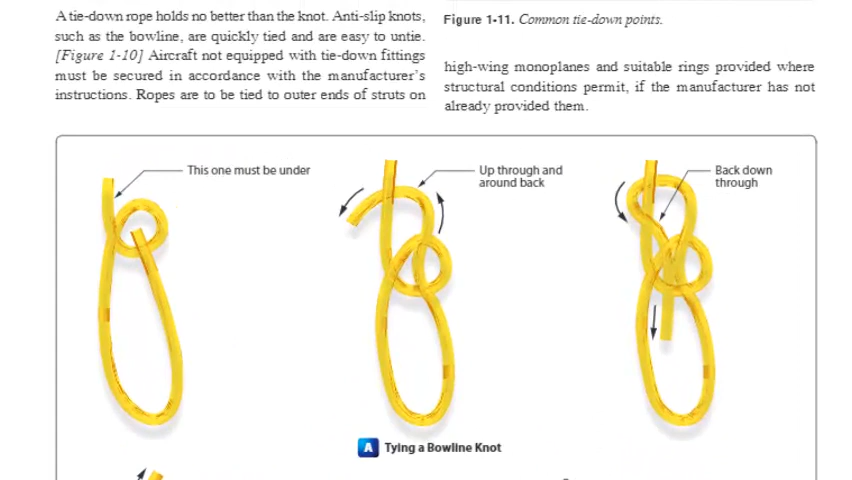 A tie-down rope holds no better than the knot. Anti-slip knots,
such as the bowline, are quickly tied and are easy to untie.
[Figure 1-10] Aircraft not equipped with tie-down fittings
must be secured in accordance with the manufacturer's
instructions. Ropes are to be tied to outer ends of struts on
Figure 1-11. Common tie-down points.
high-wing monoplanes and suitable rings provided where
structural conditions permit, if the manufacturer has not
already provided them.
This one must be under
Up through and
around back
Back down
through
A Tying a Bowline Knot